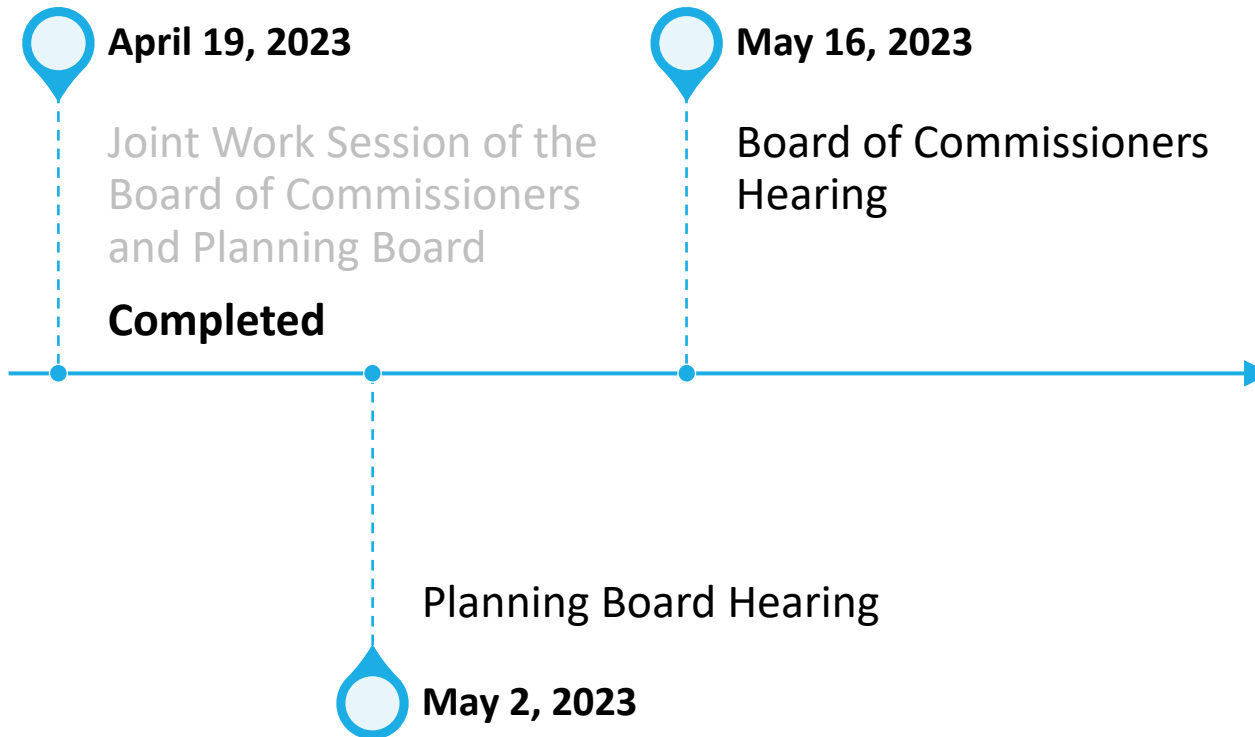 April 19, 2023
Joint Work Session of the
Board of Commissioners
and Planning Board
Completed
May 16, 2023
Board of Commissioners
Hearing
Planning Board Hearing
May 2, 2023